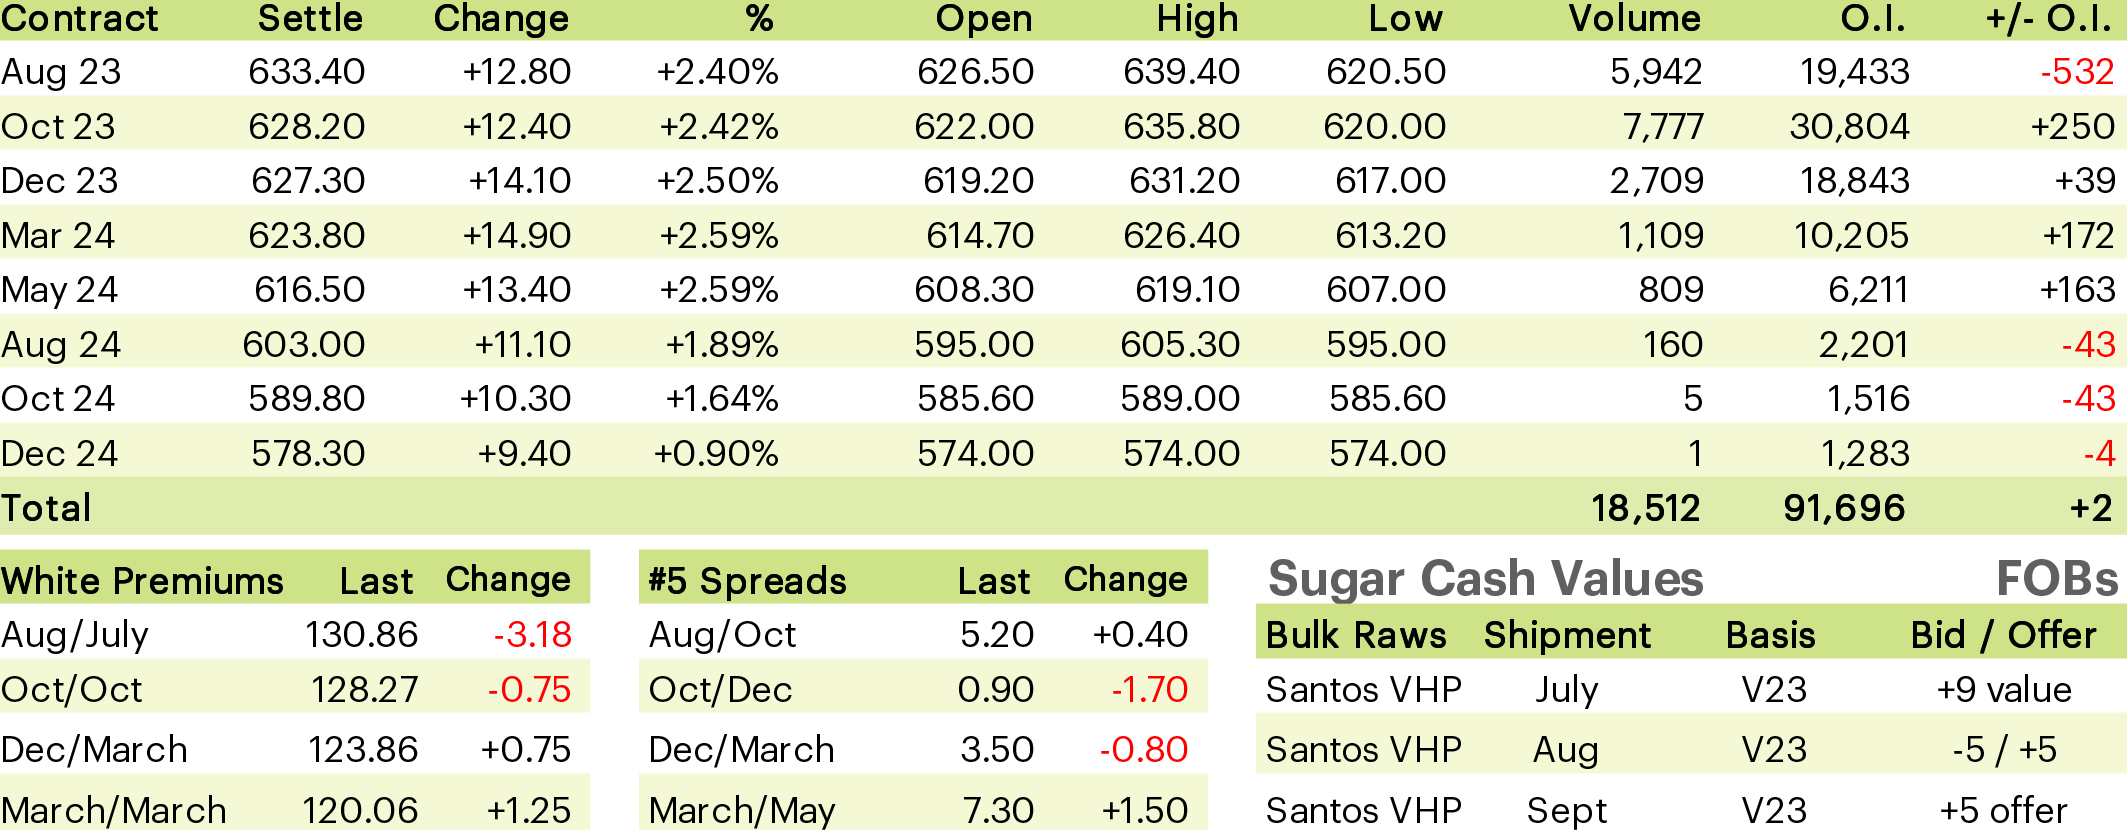 Contract Settle Change % Open High Low Volume O.I. +/- O.I.
Aug 23 633.40 +12.80 +2.40% 626.50 639.40 620.50 5,942 19,433 -532
Oct 23 628.20 +12.40 +2.42% 622.00 635.80 620.00 7,777 30,804 +250
Dec 23 627.30 +14.10 +2.50% 619.20 631.20 617.00 2,709 18,843 +39
Mar 24 623.80 +14.90 +2.59% 614.70 626.40 613.20 1,109 10,205 +172
May 24 616.50 +13.40 +2.59% 608.30 619.10 607.00 809 6,211 +163
Aug 24 603.00 +11.10 +1.89% 595.00 605.30 595.00 160 2,201 -43
Oct 24 589.80 +10.30 +1.64% 585.60 589.00 585.60 5 1,516 -43
Dec 24 578.30 +9.40 +0.90% 574.00 574.00 574.00 1 1,283 -4
Total 18,512 91,696 +2
White Premiums Last Change
Aug/July 130.86 -3.18
Oct/Oct 128.27 -0.75
Dec/March 123.86 +0.75
March/March 120.06 +1.25
#5 Spreads Last Change
Aug/Oct 5.20 +0.40
Oct/Dec 0.90 -1.70
Dec/March 3.50 -0.80
March/May 7.30 +1.50
Sugar Cash Values FOBs
Bulk Raws Shipment Basis Bid / Offer
Santos VHP July V23 +9 value
Santos VHP Aug V23 -5 / +5
Santos VHP Sept V23 +5 offer